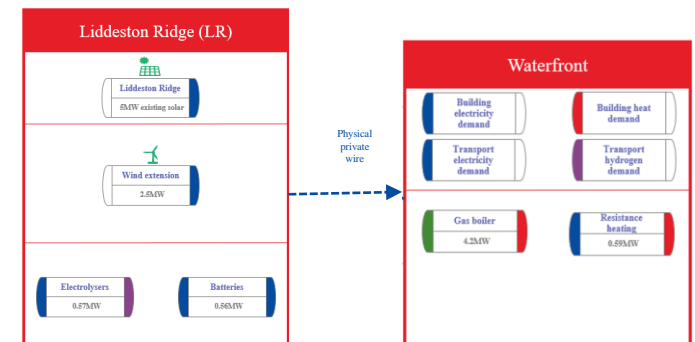 Liddeston Ridge (LR)
Liddeston Ridge
5MW existing solar
Wind extension
2.5MW
Electrolysers
0.57MW
Batteries
0.56MW
Physical
private
wire
Waterfront
Building
electricity
demand
Building heat
demand
Transport
electricity
demand
Transport
hydrogen
demand
Gas boiler
4.2MW
Resistance
heating
0.59MW